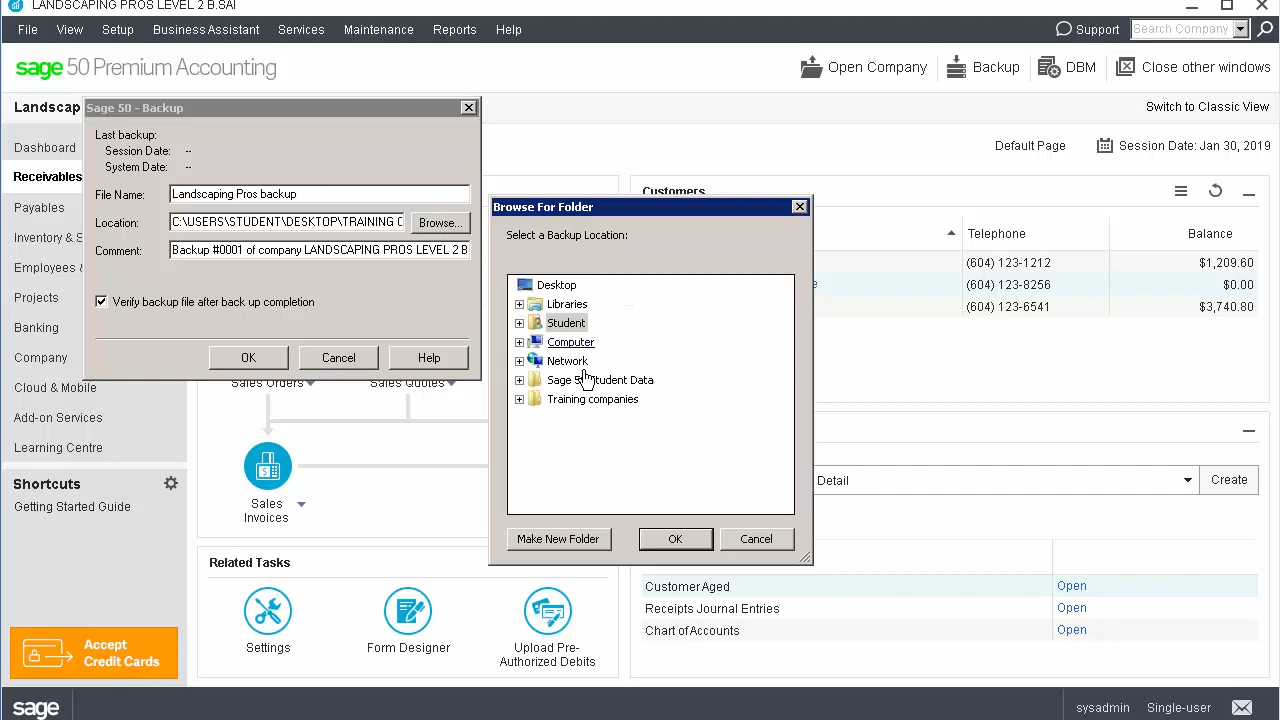 LANDSCAPING PROS LEVEL 2 B.SAI
File View Setup Business Assistant Services Maintenance Reports Help
Support
Search Company
sage 50 Premium Accounting
Open Company
Backup
DBM
Close other windows
Landscap
Switch to Classic View
Default Page
Session Date: Jan 30, 2019
Dashboard
Receivables
Payables
Inventory & S
Employees &
Projects
Banking
Company
Cloud & Mobile
Add-on Services
Learning Centre
Shortcuts
Getting Started Guide
Accept
Credit Cards
Sage 50 - Backup
Last backup:
Session Date: --
System Date: --
File Name: Landscaping Pros backup
Location: C:\USERS\STUDENT\DESKTOP\TRAINING C Browse...
Comment: Backup #0001 of company LANDSCAPING PROS LEVEL 2 B
Verify backup file after back up completion
OK Cancel Help
Sales Orders
Sales Quotes
Sales
Invoices
Related Tasks
Settings
Form Designer
Upload Pre-
Authorized Debits
Browse For Folder
Select a Backup Location:
Desktop
Libraries
Student
Computer
Network
Sage 5 tudent Data
Training companies
Make New Folder OK Cancel
Customers
Telephone Balance
(604) 123-1212 $1,209.60
e (604) 123-8256 $0.00
(604) 123-6541 $3,740.80
Detail
Create
Customer Aged Open
Receipts Journal Entries Open
Chart of Accounts Open
sage
sysadmin Single-user